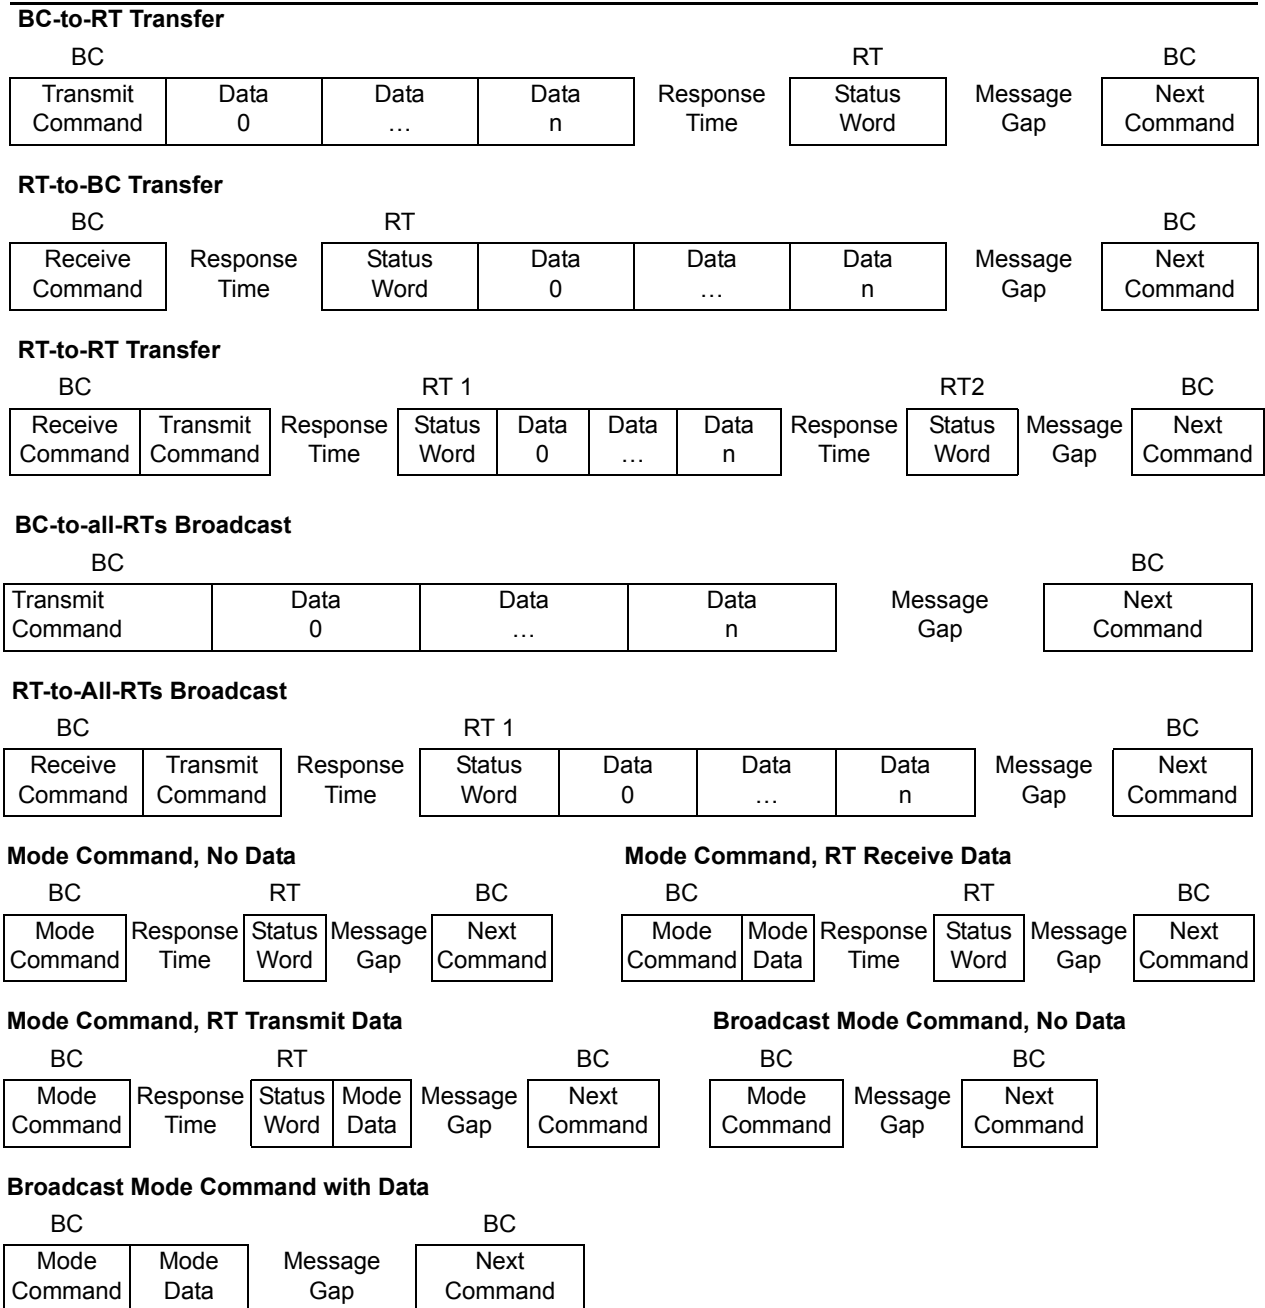 BC-to-RT Transfer
BC RT BC
Transmit Data Data Data Response Status Message Next
Command 0 … n Time Word Gap Command
RT-to-BC Transfer
BC RT BC
Receive Response Status Data Data Data Message Next
Command Time Word 0 … n Gap Command
RT-to-RT Transfer
BC RT 1 RT2 BC
Receive Transmit Response Status Data Data Data Response Status Message Next
Command Command Time Word 0 … n Time Word Gap Command
BC-to-all-RTs Broadcast
BC BC
Transmit Data Data Data Message Next
Command 0 … n Gap Command
RT-to-All-RTs Broadcast
BC RT 1 BC
Receive Transmit Response Status Data Data Data Message Next
Command Command Time Word 0 … n Gap Command
Mode Command, No Data Mode Command, RT Receive Data
BC RT BC BC RT BC
Mode Response Status Message Next Mode Mode Response Status Message Next
Command Time Word Gap Command Command Data Time Word Gap Command
Mode Command, RT Transmit Data Broadcast Mode Command, No Data
BC RT BC BC BC
Mode Response Status Mode Message Next Mode Message Next
Command Time Word Data Gap Command Command Gap Command
Broadcast Mode Command with Data
BC BC
Mode Mode Message Next
Command Data Gap Command